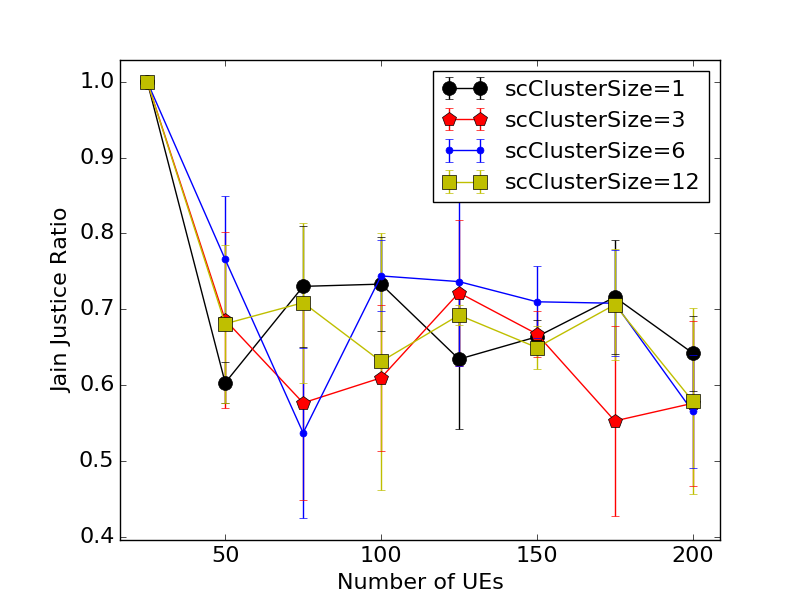 scClusterSize=1
scClusterSize=3
scClusterSize=6
scClusterSize=12
1.0
0.9
0.8
0.7
0.6
0.5
0.4
Jain Justice Ratio
50 100 150 200
Number of UEs